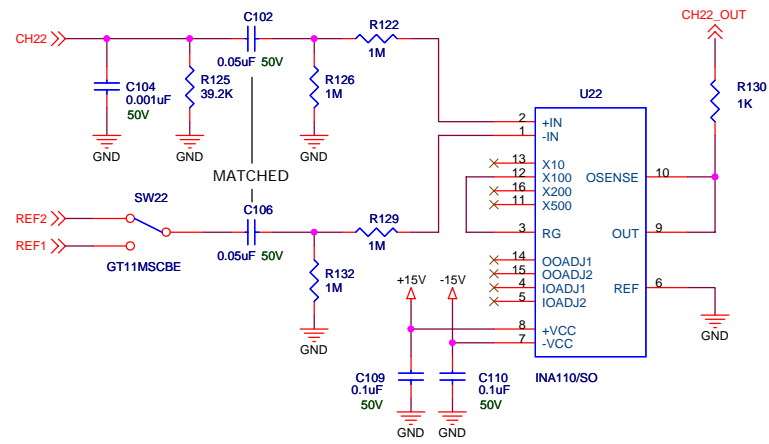 CH22
C102
0.05uF 50V
R122
1M
CH22_OUT
C104
0.001uF
50V
R125
39.2K
R126
1M
R130
1K
GND
GND
GND
MATCHED
U22
2 +IN
1 -IN
13 X10
12 X100
16 X200
11 X500
3 RG
14 OOADJ1
15 OOADJ2
4 IOADJ1
5 IOADJ2
8 +VCC
7 -VCC
OSENSE 10
OUT 9
REF 6
INA110/SO
GND
SW22
REF2
REF1
GT11MSCBE
C106
0.05uF 50V
R129
1M
R132
1M
GND
+15V
-15V
C109
0.1uF
50V
C110
0.1uF
50V
GND
GND